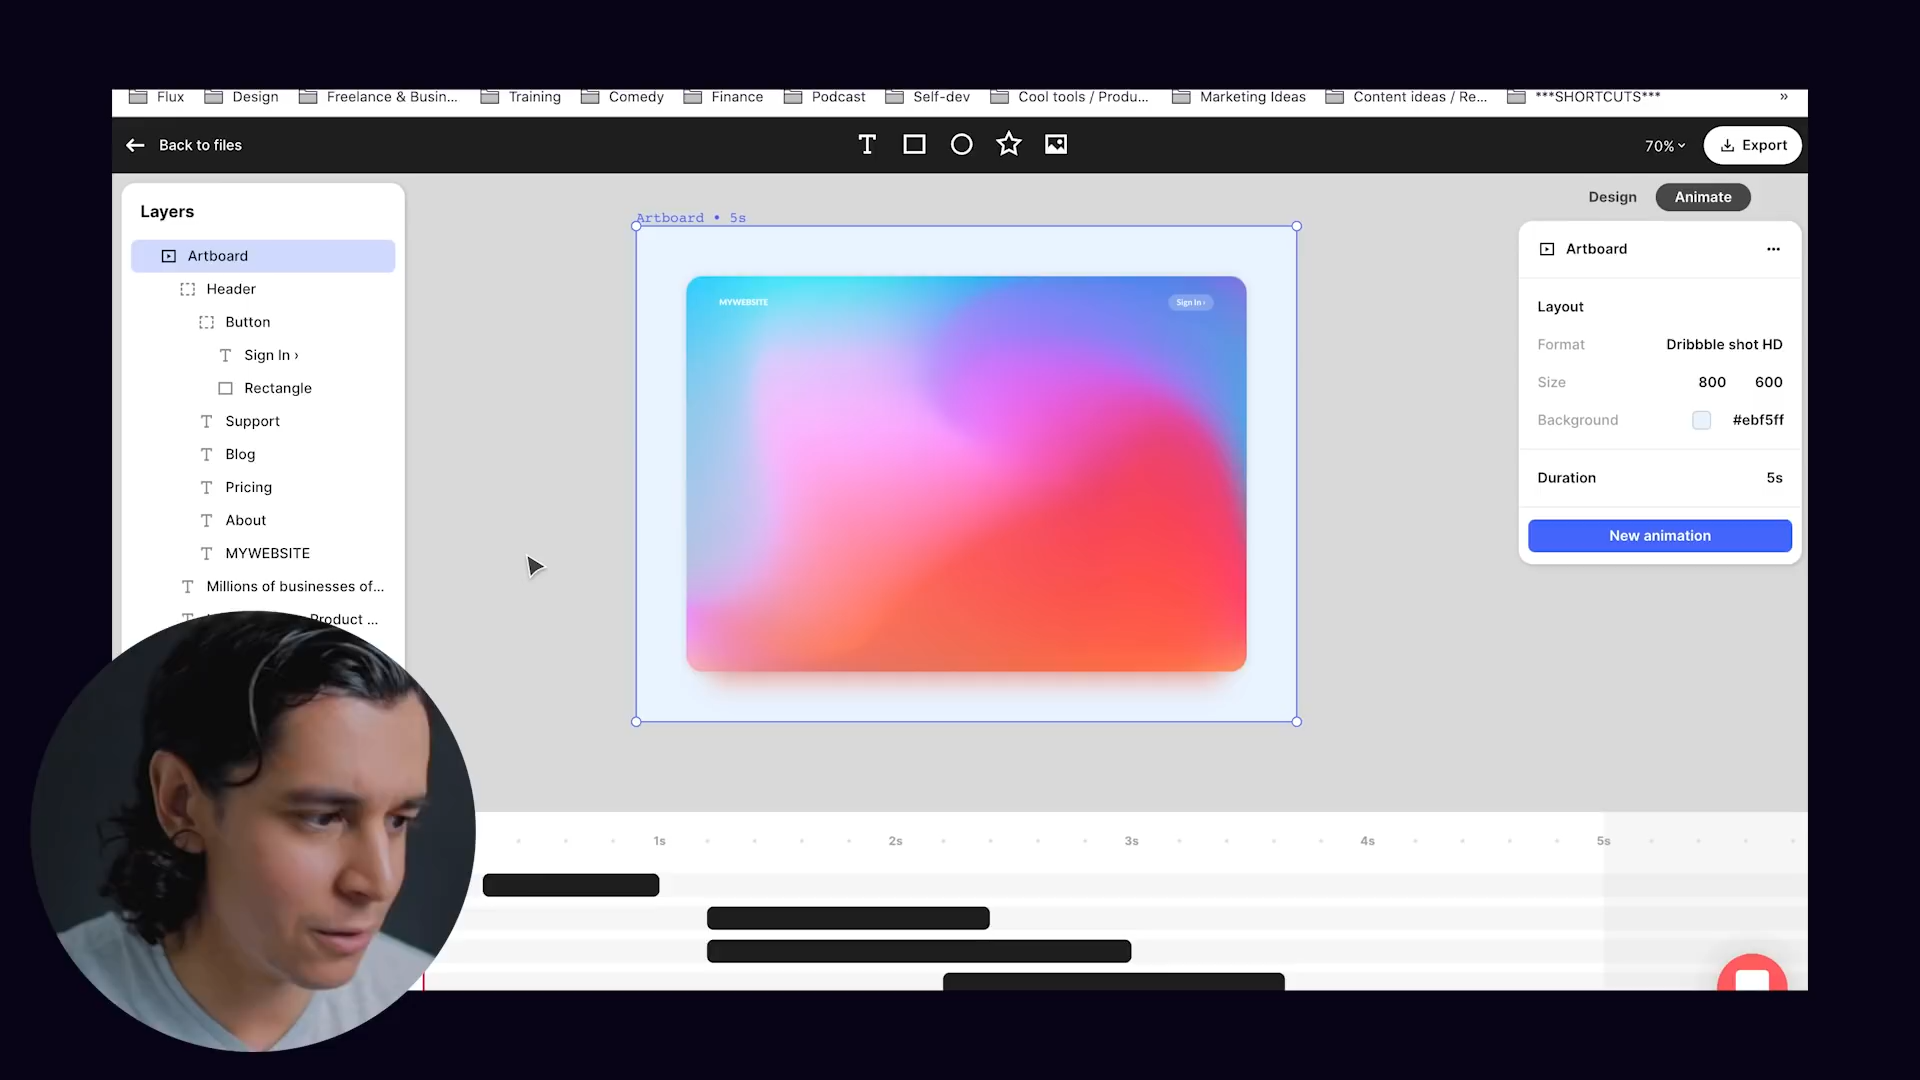 Flux Design Freelance & Busin... Training Comedy Finance Podcast Self-dev Cool tools / Produ... Marketing Ideas Content ideas / Re... ***SHORTCUTS*** »
Back to files
70%
Export
Layers
Artboard
Header
Button
Sign In ›
Rectangle
Support
Blog
Pricing
About
MYWEBSITE
Millions of businesses of...
Product ...
Artboard • 5s
MYWEBSITE
Sign In ›
Design Animate
Artboard
Layout
Format Dribbble shot HD
Size 800 600
Background #ebf5ff
Duration 5s
New animation
1s 2s 3s 4s 5s